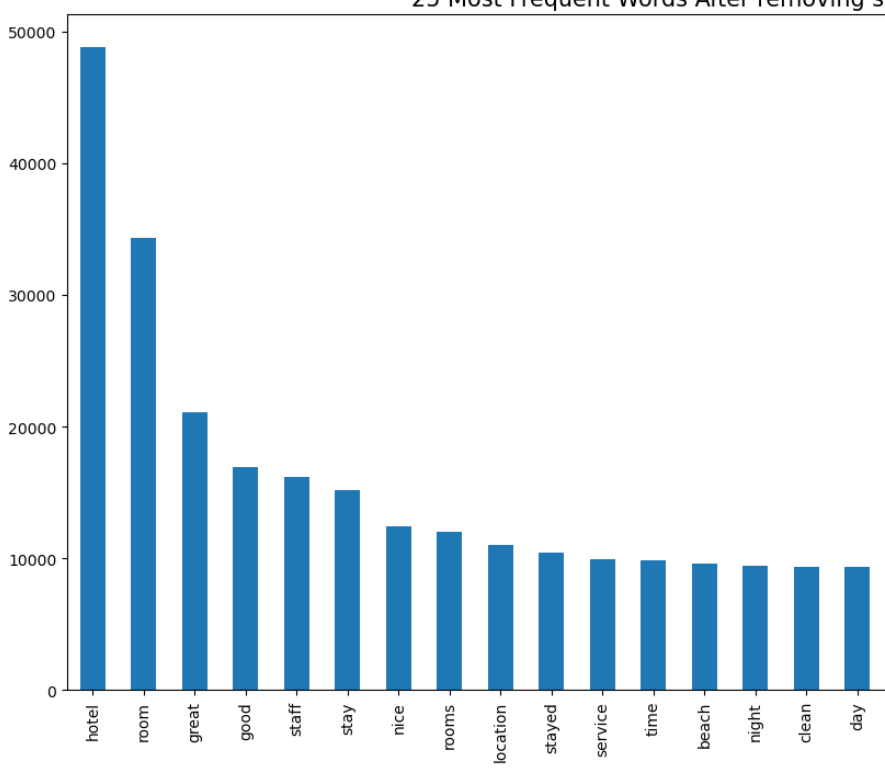 25 Most Frequent Words After removing s
50000
40000
30000
20000
10000
0
hotel
room
great
good
staff
stay
nice
rooms
location
stayed
service
time
beach
night
clean
day